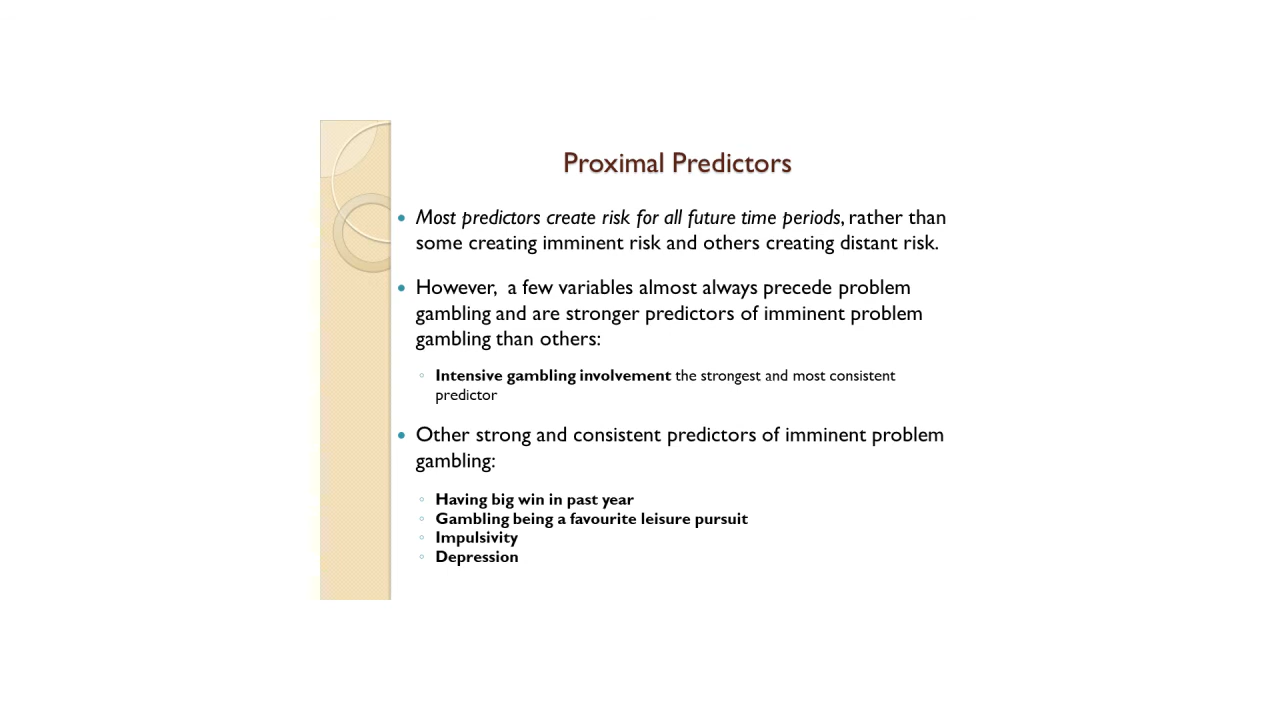 Proximal Predictors
• Most predictors create risk for all future time periods, rather than
some creating imminent risk and others creating distant risk.
• However,  a few variables almost always precede problem
gambling and are stronger predictors of imminent problem
gambling than others:
◦ Intensive gambling involvement the strongest and most consistent
predictor
• Other strong and consistent predictors of imminent problem
gambling:
◦ Having big win in past year
◦ Gambling being a favourite leisure pursuit
◦ Impulsivity
◦ Depression